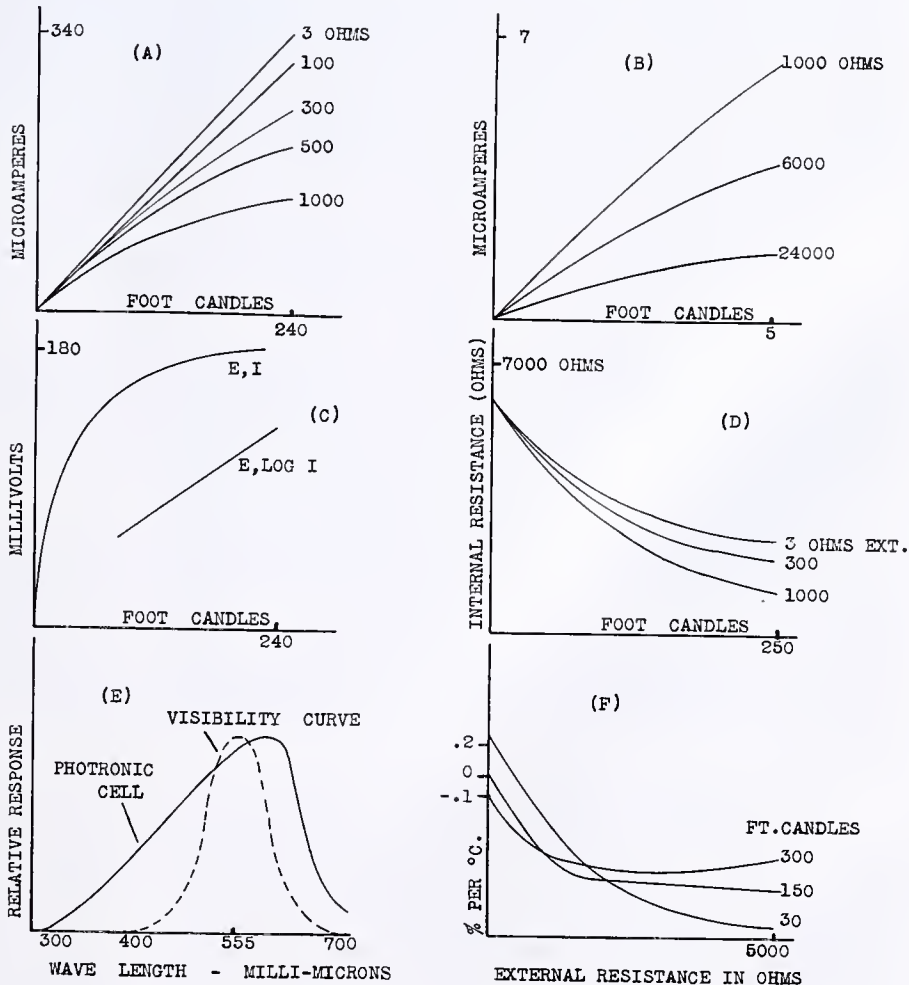 340
(A)
3 OHMS
100
300
500
1000
MICROAMPERES
FOOT CANDLES
240
7
(B)
1000 OHMS
6000
24000
MICROAMPERES
FOOT CANDLES
5
180
E,I
(C)
E,LOG I
MILLIVOLTS
FOOT CANDLES
240
7000 OHMS
(D)
3 OHMS EXT.
300
1000
INTERNAL RESISTANCE (OHMS)
FOOT CANDLES
250
(E)
VISIBILITY CURVE
PHOTRONIC
CELL
RELATIVE RESPONSE
300 400 555 700
WAVE LENGTH - MILLI-MICRONS
(F)
.2
0
-.1
FT.CANDLES
300
150
30
% PER °C.
5000
EXTERNAL RESISTANCE IN OHMS